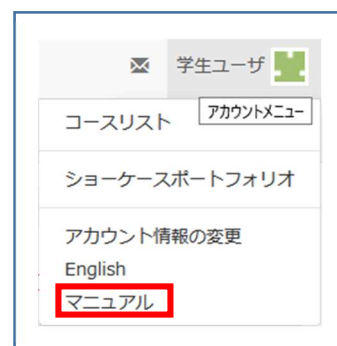 学生ユーザ
アカウントメニュー
コースリスト
ショーケースポートフォリオ
アカウント情報の変更
English
マニュアル